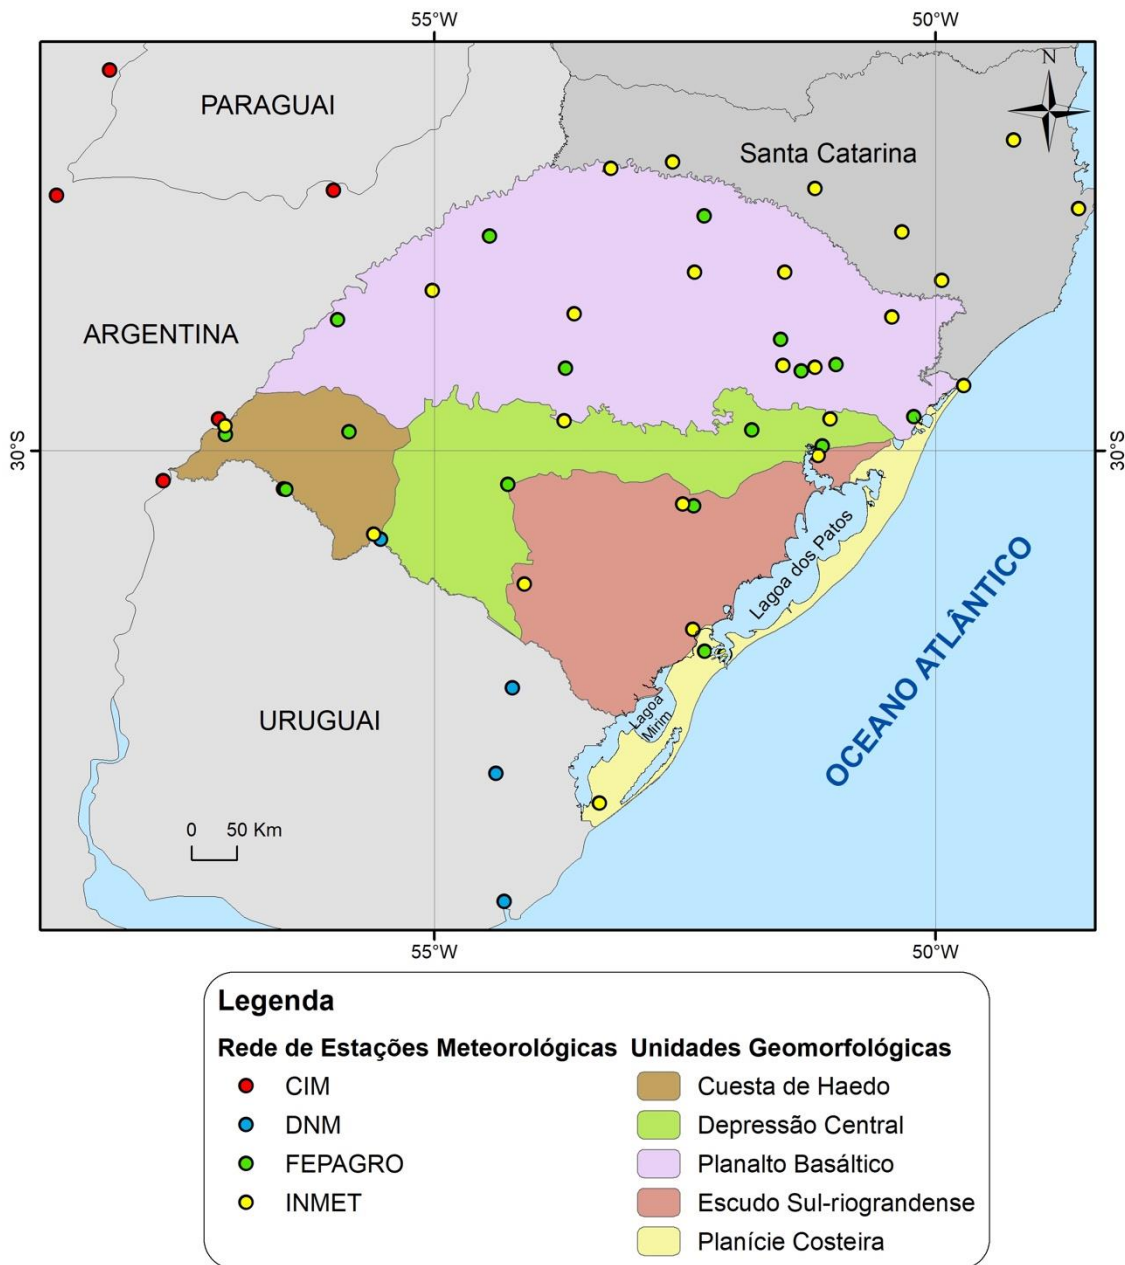 55°W
50°W
N
PARAGUAI
Santa Catarina
ARGENTINA
30°S
30°S
Lagoa dos Patos
OCEANO ATLÂNTICO
URUGUAI
Lagoa
Mirim
0 50 Km
55°W
50°W
Legenda
Rede de Estações Meteorológicas
CIM
DNM
FEPAGRO
INMET
Unidades Geomorfológicas
Cuesta de Haedo
Depressão Central
Planalto Basáltico
Escudo Sul-riograndense
Planície Costeira